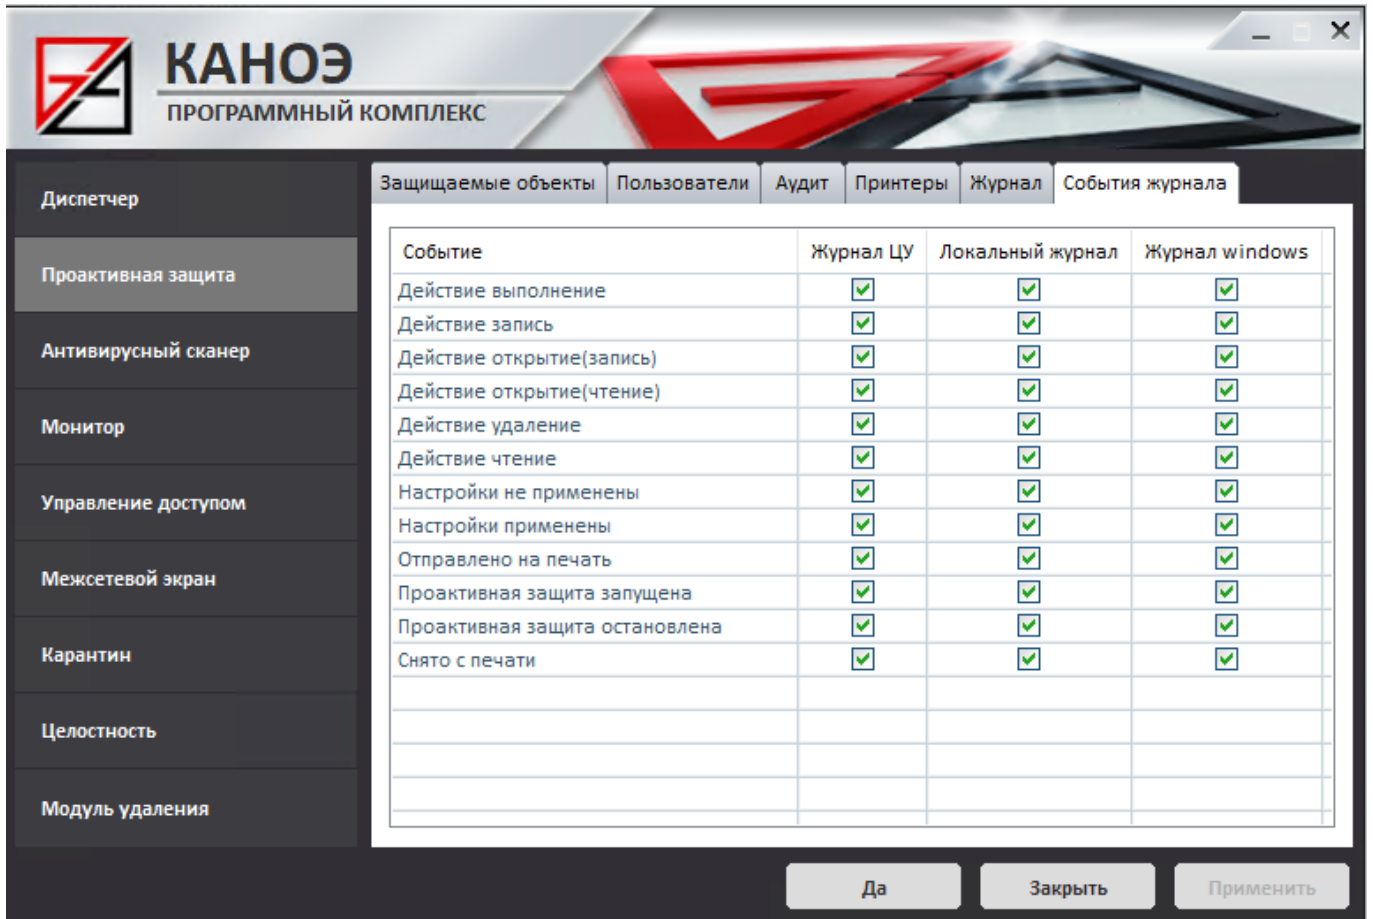 КАНОЭ
ПРОГРАММНЫЙ КОМПЛЕКС
Диспетчер
Проактивная защита
Антивирусный сканер
Монитор
Управление доступом
Межсетевой экран
Карантин
Целостность
Модуль удаления
Защищаемые объекты Пользователи Аудит Принтеры Журнал События журнала
Событие Журнал ЦУ Локальный журнал Журнал windows
Действие выполнение
Действие запись
Действие открытие(запись)
Действие открытие(чтение)
Действие удаление
Действие чтение
Настройки не применены
Настройки применены
Отправлено на печать
Проактивная защита запущена
Проактивная защита остановлена
Снято с печати
Да Закрыть Применить